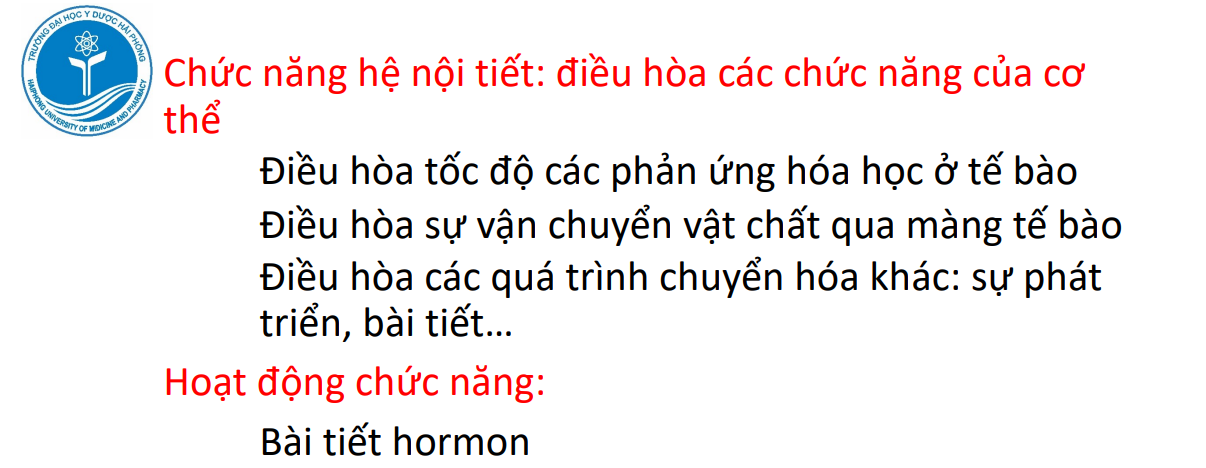 TRƯỜNG ĐẠI HỌC Y DƯỢC HẢI PHÒNG
HAIPHONG UNIVERSITY OF MIDICINE AND PHARMACY
Chức năng hệ nội tiết: điều hòa các chức năng của cơ
thể
Điều hòa tốc độ các phản ứng hóa học ở tế bào
Điều hòa sự vận chuyển vật chất qua màng tế bào
Điều hòa các quá trình chuyển hóa khác: sự phát
triển, bài tiết...
Hoạt động chức năng:
Bài tiết hormon